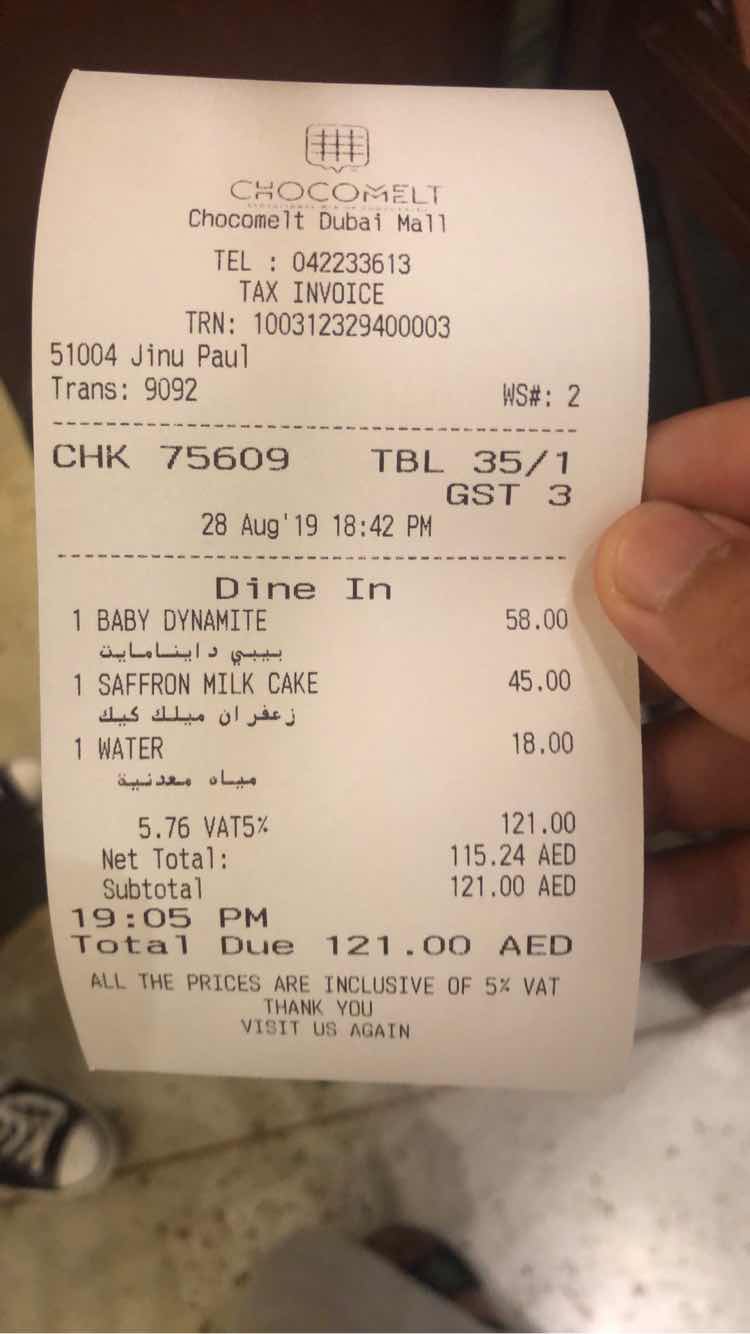 CHOCOMELT
Chocomelt Dubai Mall
TEL : 042233613
TAX INVOICE
TRN: 100312329400003
51004 Jinu Paul
Trans: 9092 WS#: 2
CHK 75609 TBL 35/1
GST 3
28 Aug'19 18:42 PM
Dine In
1 BABY DYNAMITE 58.00
بيبي داينامايت
1 SAFFRON MILK CAKE 45.00
زعفران ميلك كيك
1 WATER 18.00
مياه معدنية
5.76 VAT5% 121.00
Net Total: 115.24 AED
Subtotal 121.00 AED
19:05 PM
Total Due 121.00 AED
ALL THE PRICES ARE INCLUSIVE OF 5% VAT
THANK YOU
VISIT US AGAIN